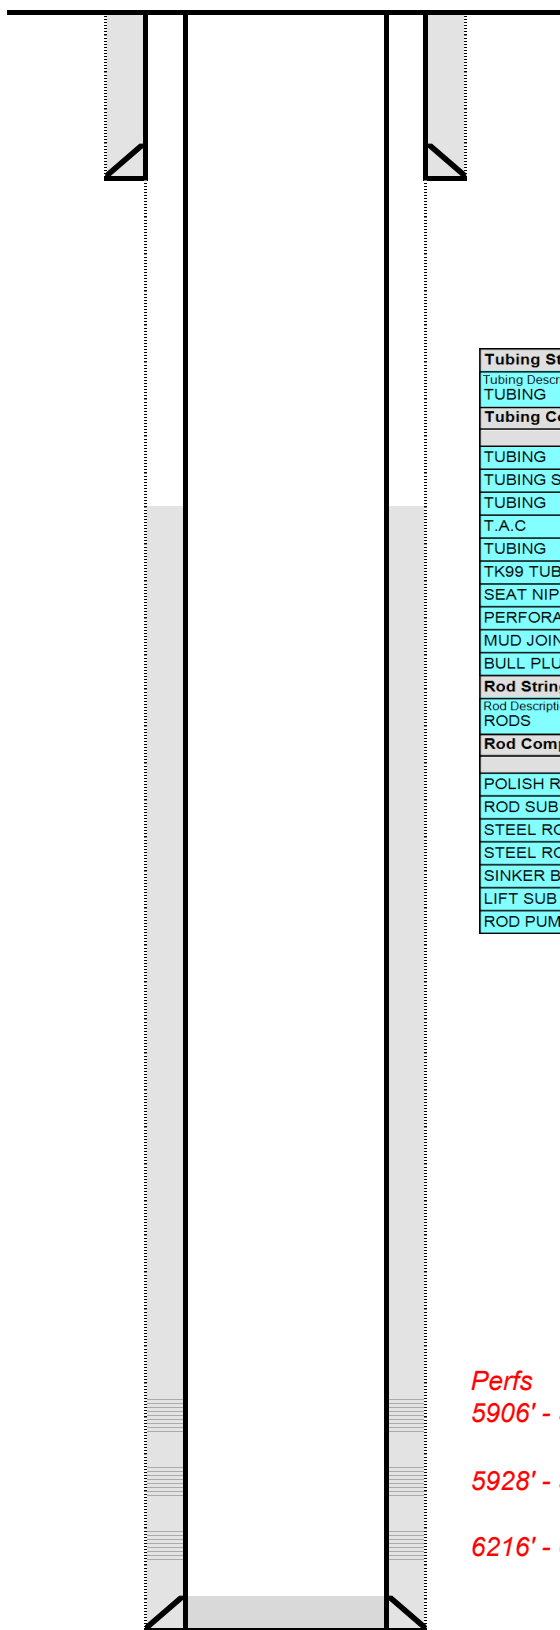 Tubing St
Tubing Descri
TUBING
Tubing Co
TUBING
TUBING S
TUBING
T.A.C
TUBING
TK99 TUB
SEAT NIP
PERFORA
MUD JOIN
BULL PLU
Rod String
Rod Descripti
RODS
Rod Comp
POLISH R
ROD SUB
STEEL RO
STEEL RO
SINKER B
LIFT SUB
ROD PUM
Perfs
5906' -
5928' -
6216' -